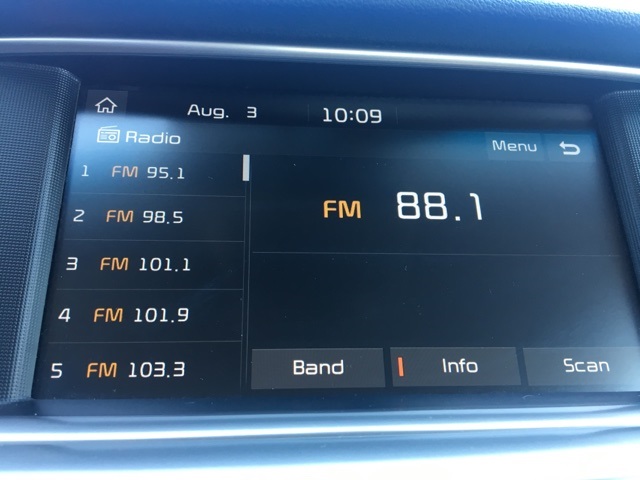 Aug. 3 10:09
Radio
Menu
1 FM 95.1
2 FM 98.5
3 FM 101.1
4 FM 101.9
5 FM 103.3
FM 88.1
Band Info Scan